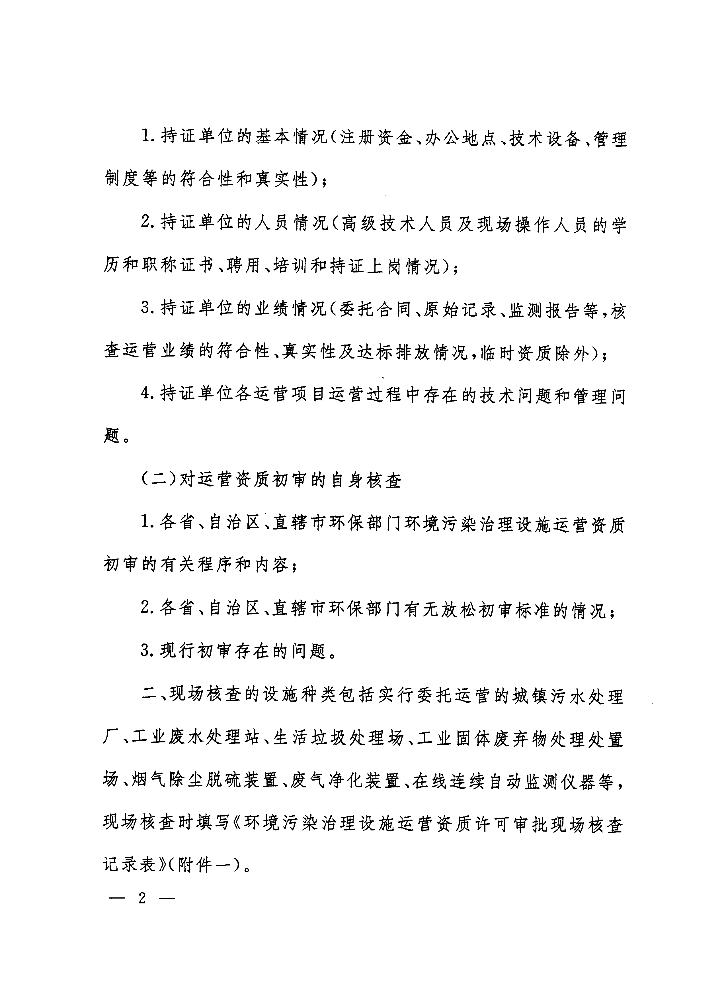 1.持证单位的基本情况(注册资金、办公地点、技术设备、管理
制度等的符合性和真实性);
2.持证单位的人员情况(高级技术人员及现场操作人员的学
历和职称证书、聘用、培训和持证上岗情况);
3.持证单位的业绩情况(委托合同、原始记录、监测报告等,核
查运营业绩的符合性、真实性及达标排放情况,临时资质除外);
4.持证单位各运营项目运营过程中存在的技术问题和管理问
题。
(二)对运营资质初审的自身核查
1.各省、自治区、直辖市环保部门环境污染治理设施运营资质
初审的有关程序和内容;
2.各省、自治区、直辖市环保部门有无放松初审标准的情况;
3.现行初审存在的问题。
二、现场核查的设施种类包括实行委托运营的城镇污水处理
厂、工业废水处理站、生活垃圾处理场、工业固体废弃物处理处置
场、烟气除尘脱硫装置、废气净化装置、在线连续自动监测仪器等,
现场核查时填写《环境污染治理设施运营资质许可审批现场核查
记录表》(附件一)。
— 2 —